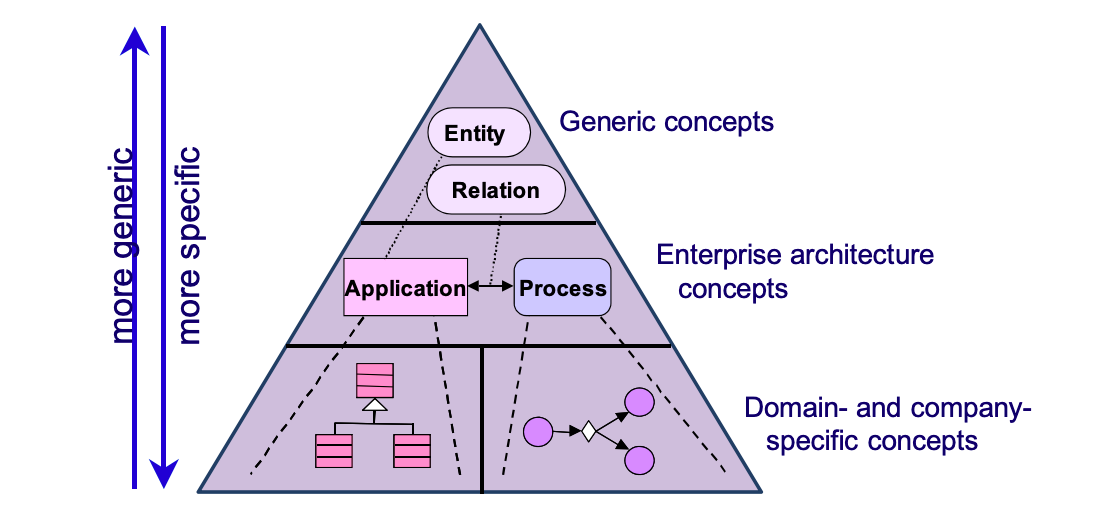 more generic
more specific
Entity
Relation
Generic concepts
Application
Process
Enterprise architecture
concepts
Domain- and company-
specific concepts